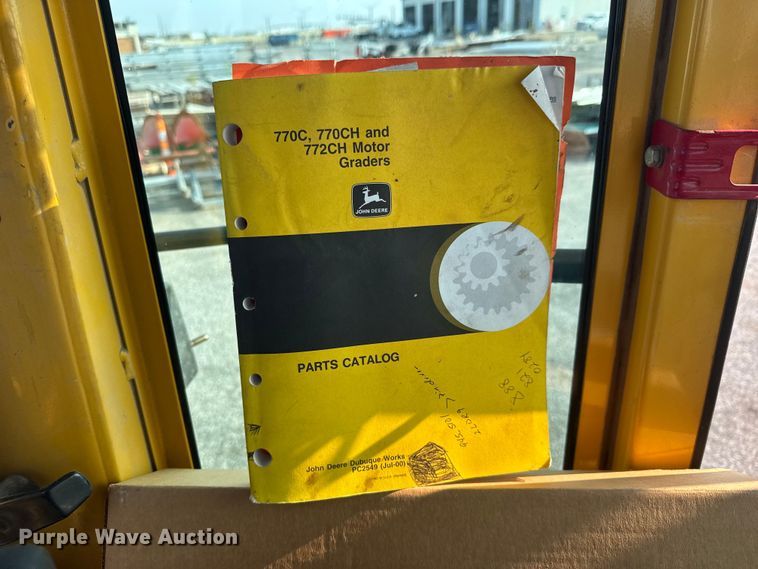 770C, 770CH and
772CH Motor
Graders
JOHN DEERE
PARTS CATALOG
John Deere Dubuque Works
PC2549 (Jul-00)
Purple Wave Auction